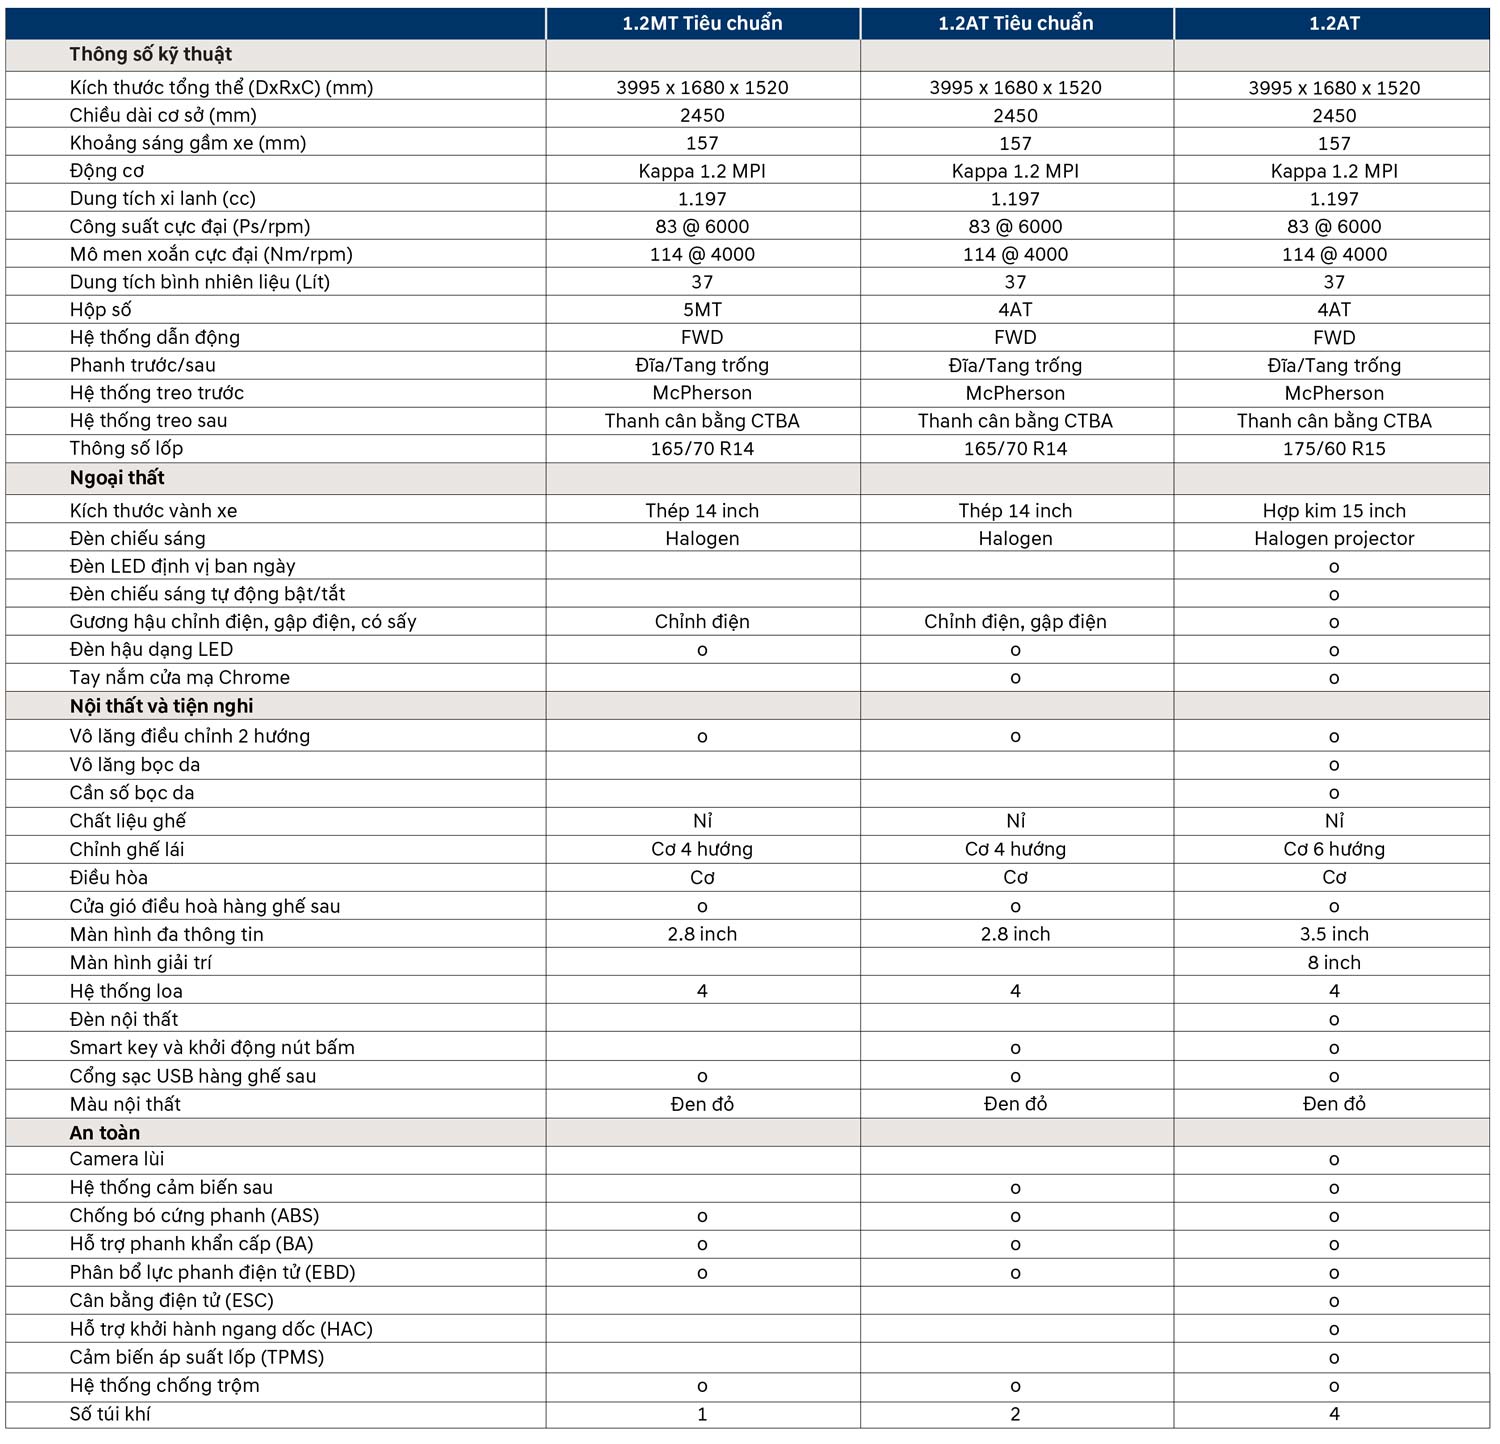 1.2MT Tiêu chuẩn 1.2AT Tiêu chuẩn 1.2AT
Thông số kỹ thuật
Kích thước tổng thể (DxRxC) (mm) 3995 x 1680 x 1520 3995 x 1680 x 1520 3995 x 1680 x 1520
Chiều dài cơ sở (mm) 2450 2450 2450
Khoảng sáng gầm xe (mm) 157 157 157
Động cơ Kappa 1.2 MPI Kappa 1.2 MPI Kappa 1.2 MPI
Dung tích xi lanh (cc) 1.197 1.197 1.197
Công suất cực đại (Ps/rpm) 83 @ 6000 83 @ 6000 83 @ 6000
Mô men xoắn cực đại (Nm/rpm) 114 @ 4000 114 @ 4000 114 @ 4000
Dung tích bình nhiên liệu (Lít) 37 37 37
Hộp số 5MT 4AT 4AT
Hệ thống dẫn động FWD FWD FWD
Phanh trước/sau Đĩa/Tang trống Đĩa/Tang trống Đĩa/Tang trống
Hệ thống treo trước McPherson McPherson McPherson
Hệ thống treo sau Thanh cân bằng CTBA Thanh cân bằng CTBA Thanh cân bằng CTBA
Thông số lốp 165/70 R14 165/70 R14 175/60 R15
Ngoại thất
Kích thước vành xe Thép 14 inch Thép 14 inch Hợp kim 15 inch
Đèn chiếu sáng Halogen Halogen Halogen projector
Đèn LED định vị ban ngày o
Đèn chiếu sáng tự động bật/tắt o
Gương hậu chỉnh điện, gập điện, có sấy Chỉnh điện Chỉnh điện, gập điện o
Đèn hậu dạng LED o o o
Tay nắm cửa mạ Chrome o o
Nội thất và tiện nghi
Vô lăng điều chỉnh 2 hướng o o o
Vô lăng bọc da o
Cần số bọc da o
Chất liệu ghế Nỉ Nỉ Nỉ
Chỉnh ghế lái Cơ 4 hướng Cơ 4 hướng Cơ 6 hướng
Điều hòa Cơ Cơ Cơ
Cửa gió điều hoà hàng ghế sau o o o
Màn hình đa thông tin 2.8 inch 2.8 inch 3.5 inch
Màn hình giải trí 8 inch
Hệ thống loa 4 4 4
Đèn nội thất o
Smart key và khởi động nút bấm o o
Cổng sạc USB hàng ghế sau o o o
Màu nội thất Đen đỏ Đen đỏ Đen đỏ
An toàn
Camera lùi o
Hệ thống cảm biến sau o o
Chống bó cứng phanh (ABS) o o o
Hỗ trợ phanh khẩn cấp (BA) o o o
Phân bổ lực phanh điện tử (EBD) o o o
Cân bằng điện tử (ESC) o
Hỗ trợ khởi hành ngang dốc (HAC) o
Cảm biến áp suất lốp (TPMS) o
Hệ thống chống trộm o o o
Số túi khí 1 2 4